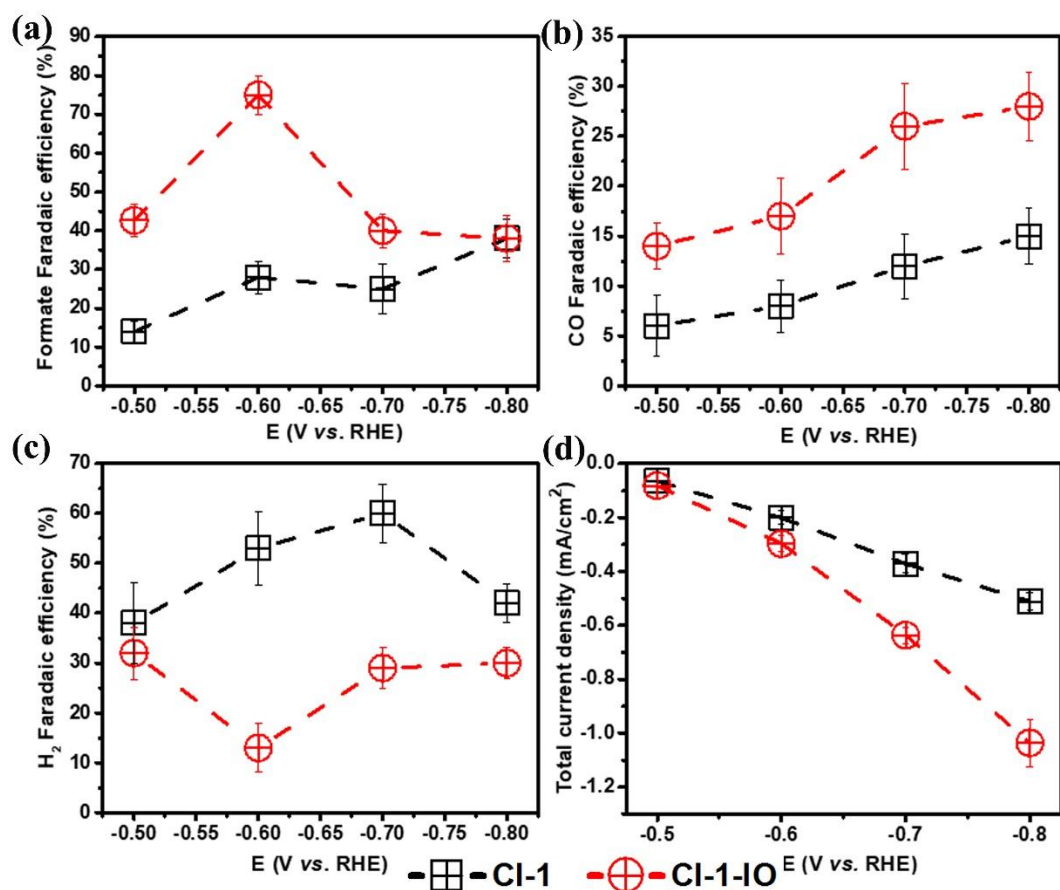 (a)
Formate Faradaic efficiency (%)
90
80
70
60
50
40
30
20
10
0
-0.50 -0.55 -0.60 -0.65 -0.70 -0.75 -0.80
E (V vs. RHE)
(b)
CO Faradaic efficiency (%)
35
30
25
20
15
10
5
0
-0.50 -0.55 -0.60 -0.65 -0.70 -0.75 -0.80
E (V vs. RHE)
(c)
H2 Faradaic efficiency (%)
70
60
50
40
30
20
10
0
-0.50 -0.55 -0.60 -0.65 -0.70 -0.75 -0.80
E (V vs. RHE)
(d)
Total current density (mA/cm2)
0.0
-0.2
-0.4
-0.6
-0.8
-1.0
-1.2
-0.5 -0.6 -0.7 -0.8
E (V vs. RHE)
CI-1 CI-1-IO